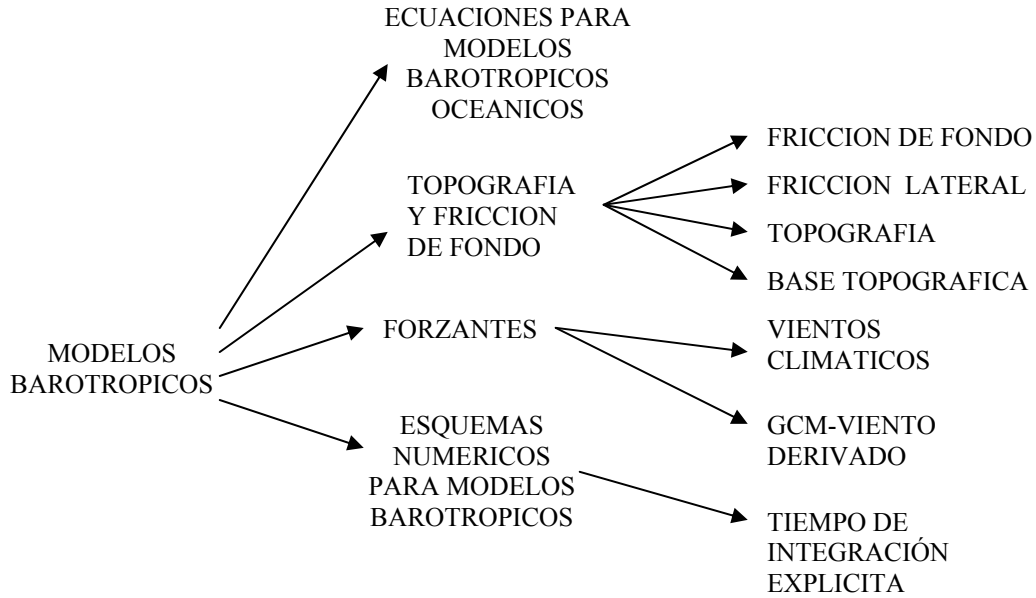 ECUACIONES PARA
MODELOS
BAROTROPICOS
OCEANICOS
FRICCION DE FONDO
FRICCION LATERAL
TOPOGRAFIA
BASE TOPOGRAFICA
TOPOGRAFIA
Y FRICCION
DE FONDO
FORZANTES
VIENTOS
CLIMATICOS
MODELOS
BAROTROPICOS
GCM-VIENTO
DERIVADO
ESQUEMAS
NUMERICOS
PARA MODELOS
BAROTROPICOS
TIEMPO DE
INTEGRACIÓN
EXPLICITA